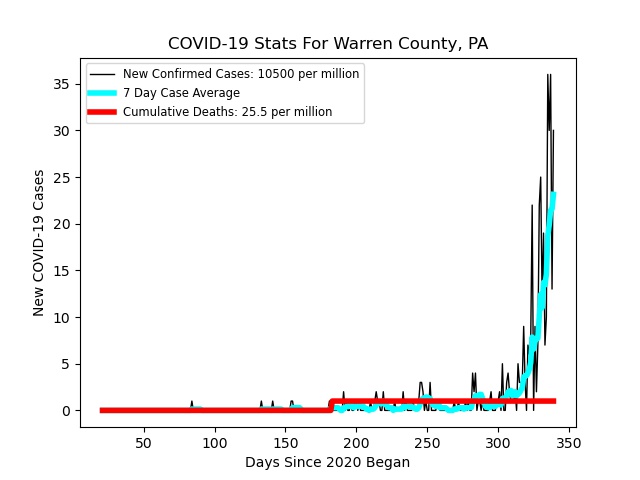 COVID-19 Stats For Warren County, PA
New Confirmed Cases: 10500 per million
7 Day Case Average
Cumulative Deaths: 25.5 per million
New COVID-19 Cases
35
30
25
20
15
10
5
0
50 100 150 200 250 300 350
Days Since 2020 Began